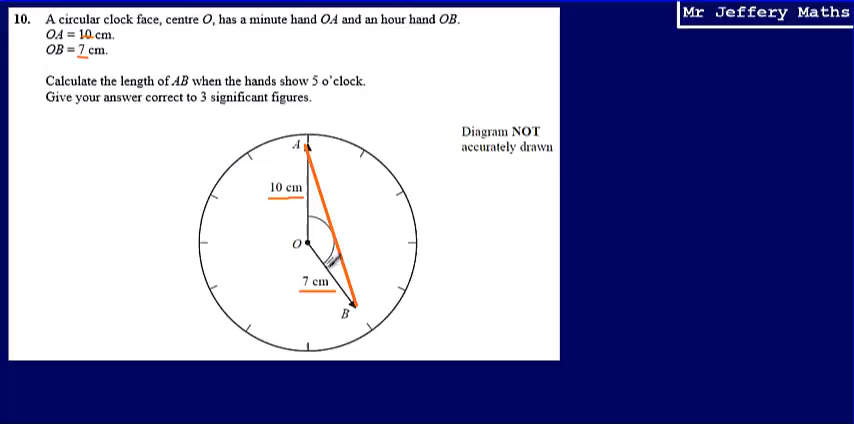 Mr Jeffery Maths
10. A circular clock face, centre O, has a minute hand OA and an hour hand OB.
OA = 10 cm.
OB = 7 cm.
Calculate the length of AB when the hands show 5 o'clock.
Give your answer correct to 3 significant figures.
Diagram NOT
accurately drawn
A
10 cm
O
7 cm
B